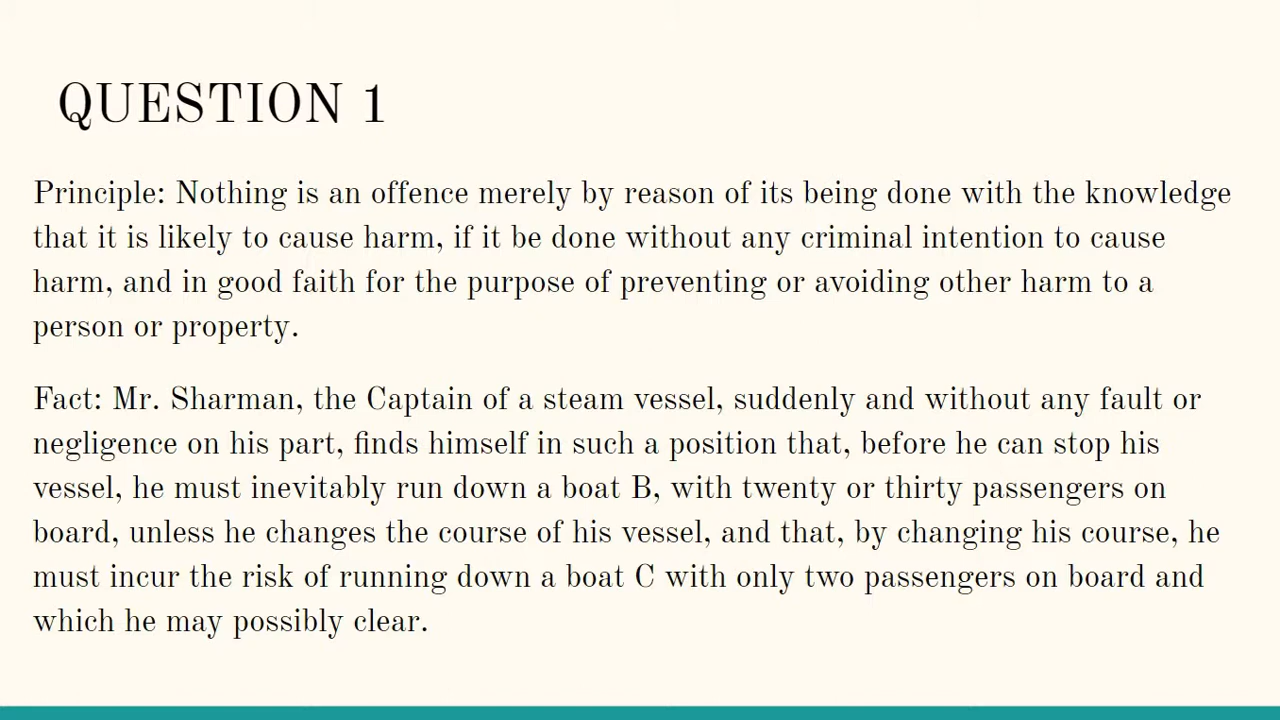 QUESTION 1
Principle: Nothing is an offence merely by reason of its being done with the knowledge
that it is likely to cause harm, if it be done without any criminal intention to cause
harm, and in good faith for the purpose of preventing or avoiding other harm to a
person or property.
Fact: Mr. Sharman, the Captain of a steam vessel, suddenly and without any fault or
negligence on his part, finds himself in such a position that, before he can stop his
vessel, he must inevitably run down a boat B, with twenty or thirty passengers on
board, unless he changes the course of his vessel, and that, by changing his course, he
must incur the risk of running down a boat C with only two passengers on board and
which he may possibly clear.